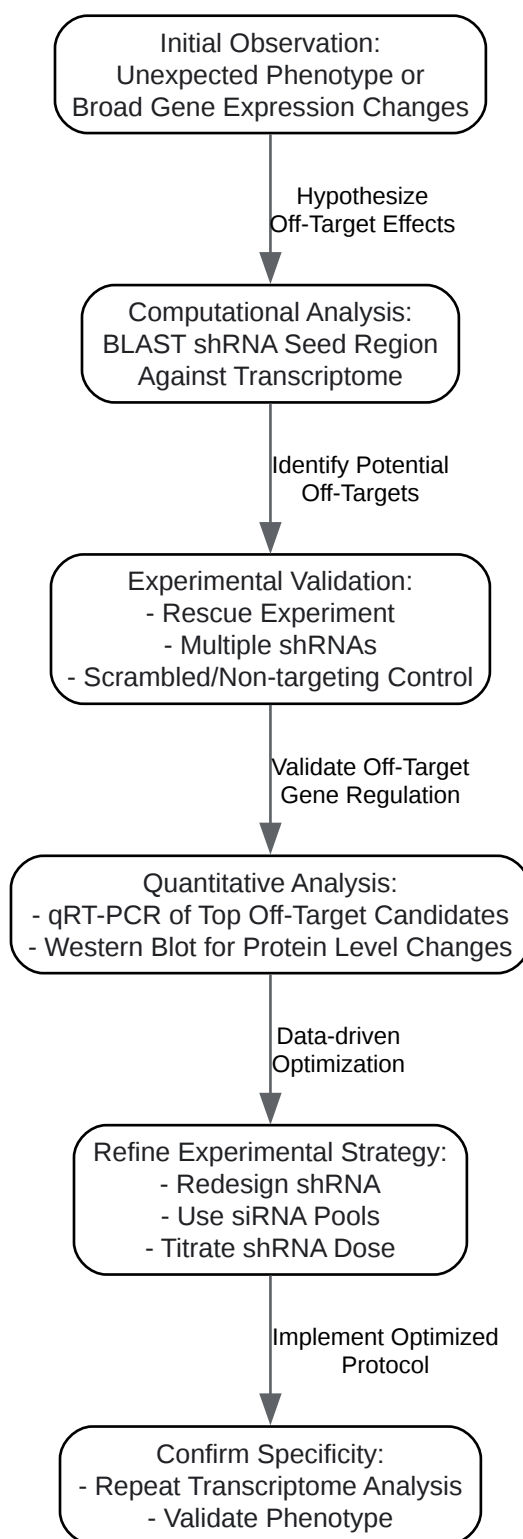 Initial Observation:
Unexpected Phenotype or
Broad Gene Expression Changes
Hypothesize
Off-Target Effects
Computational Analysis:
BLAST shRNA Seed Region
Against Transcriptome
Identify Potential
Off-Targets
Experimental Validation:
- Rescue Experiment
- Multiple shRNAs
- Scrambled/Non-targeting Control
Validate Off-Target
Gene Regulation
Quantitative Analysis:
- qRT-PCR of Top Off-Target Candidates
- Western Blot for Protein Level Changes
Data-driven
Optimization
Refine Experimental Strategy:
- Redesign shRNA
- Use siRNA Pools
- Titrate shRNA Dose
Implement Optimized
Protocol
Confirm Specificity:
- Repeat Transcriptome Analysis
- Validate Phenotype